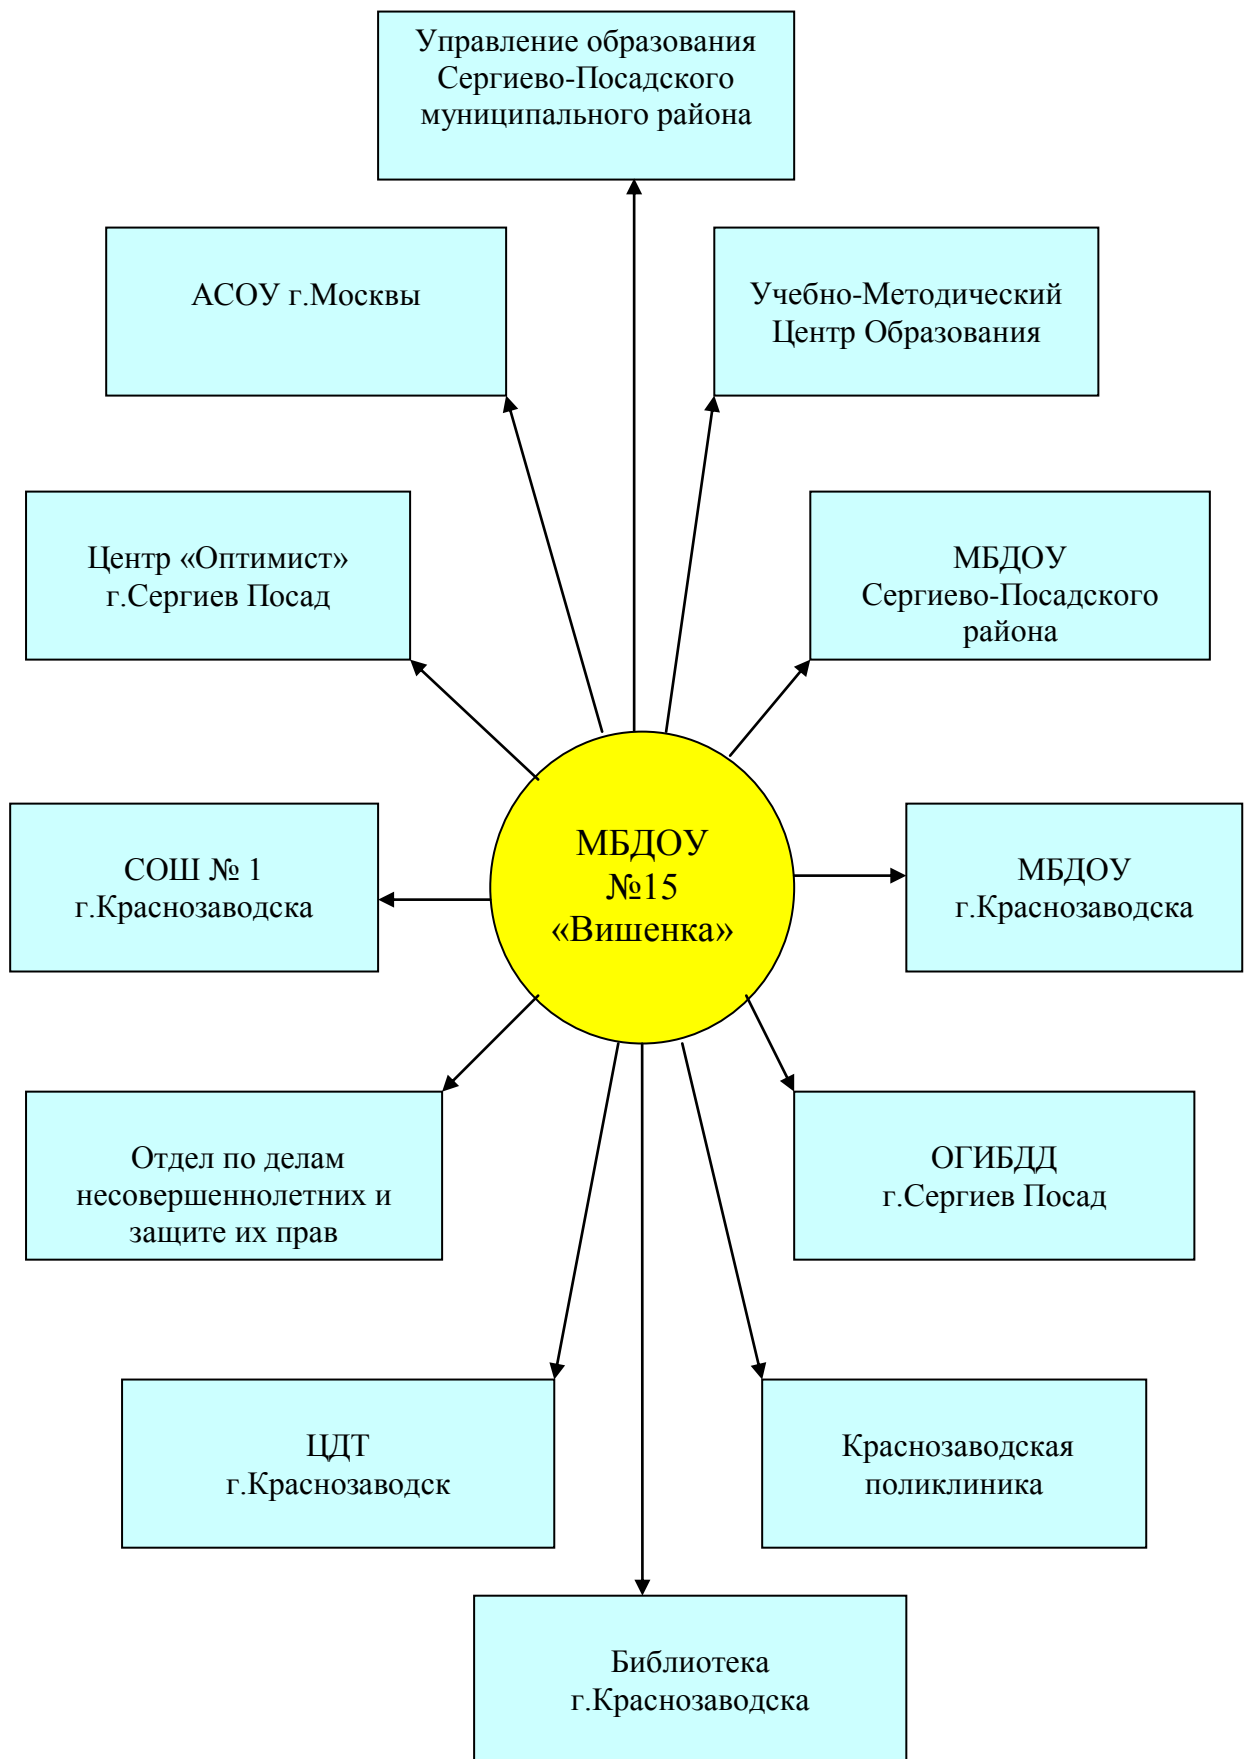 Управление образования
Сергиево-Посадского
муниципального района
АСОУ г.Москвы
Учебно-Методический
Центр Образования
Центр «Оптимист»
г.Сергиев Посад
МБДОУ
Сергиево-Посадского
района
СОШ № 1
г.Краснозаводска
МБДОУ
№15
«Вишенка»
МБДОУ
г.Краснозаводска
Отдел по делам
несовершеннолетних и
защите их прав
ОГИБДД
г.Сергиев Посад
ЦДТ
г.Краснозаводск
Краснозаводская
поликлиника
Библиотека
г.Краснозаводска